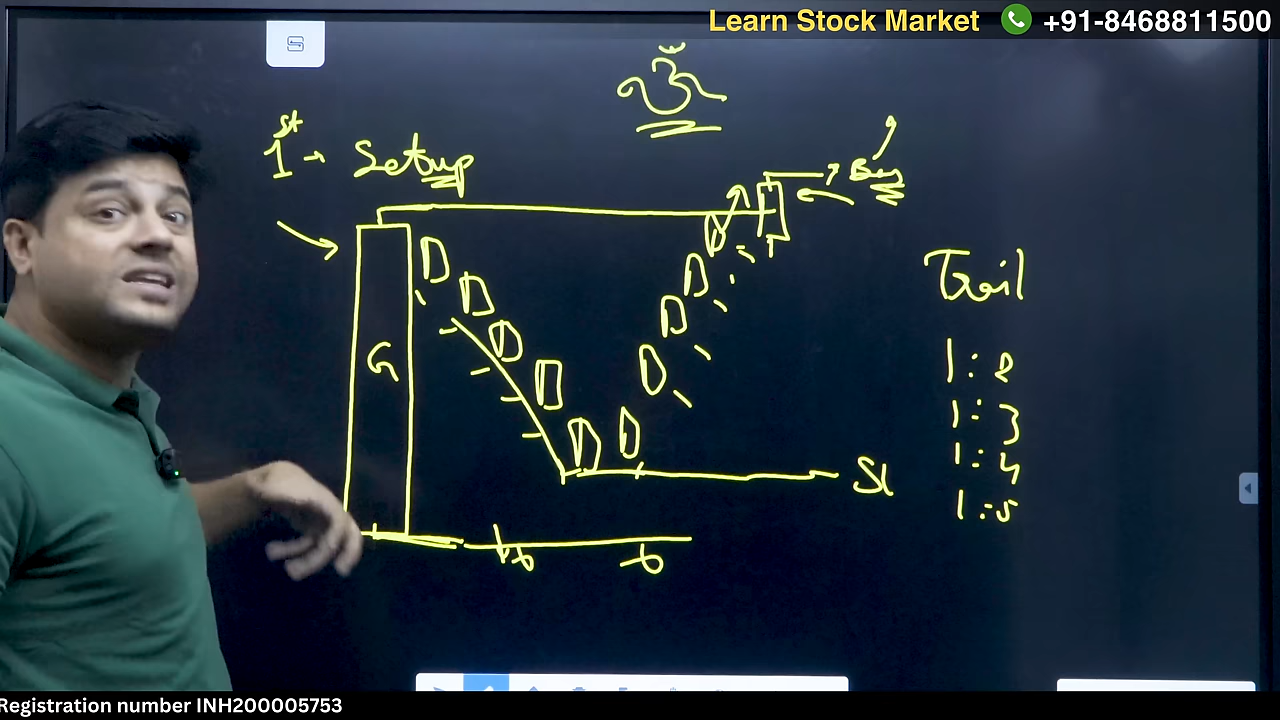 Learn Stock Market +91-8468811500
ॐ
1st → Setup
Buy
G
Trail
1:2
1:3
1:4
1:5
SL
Registration number INH200005753